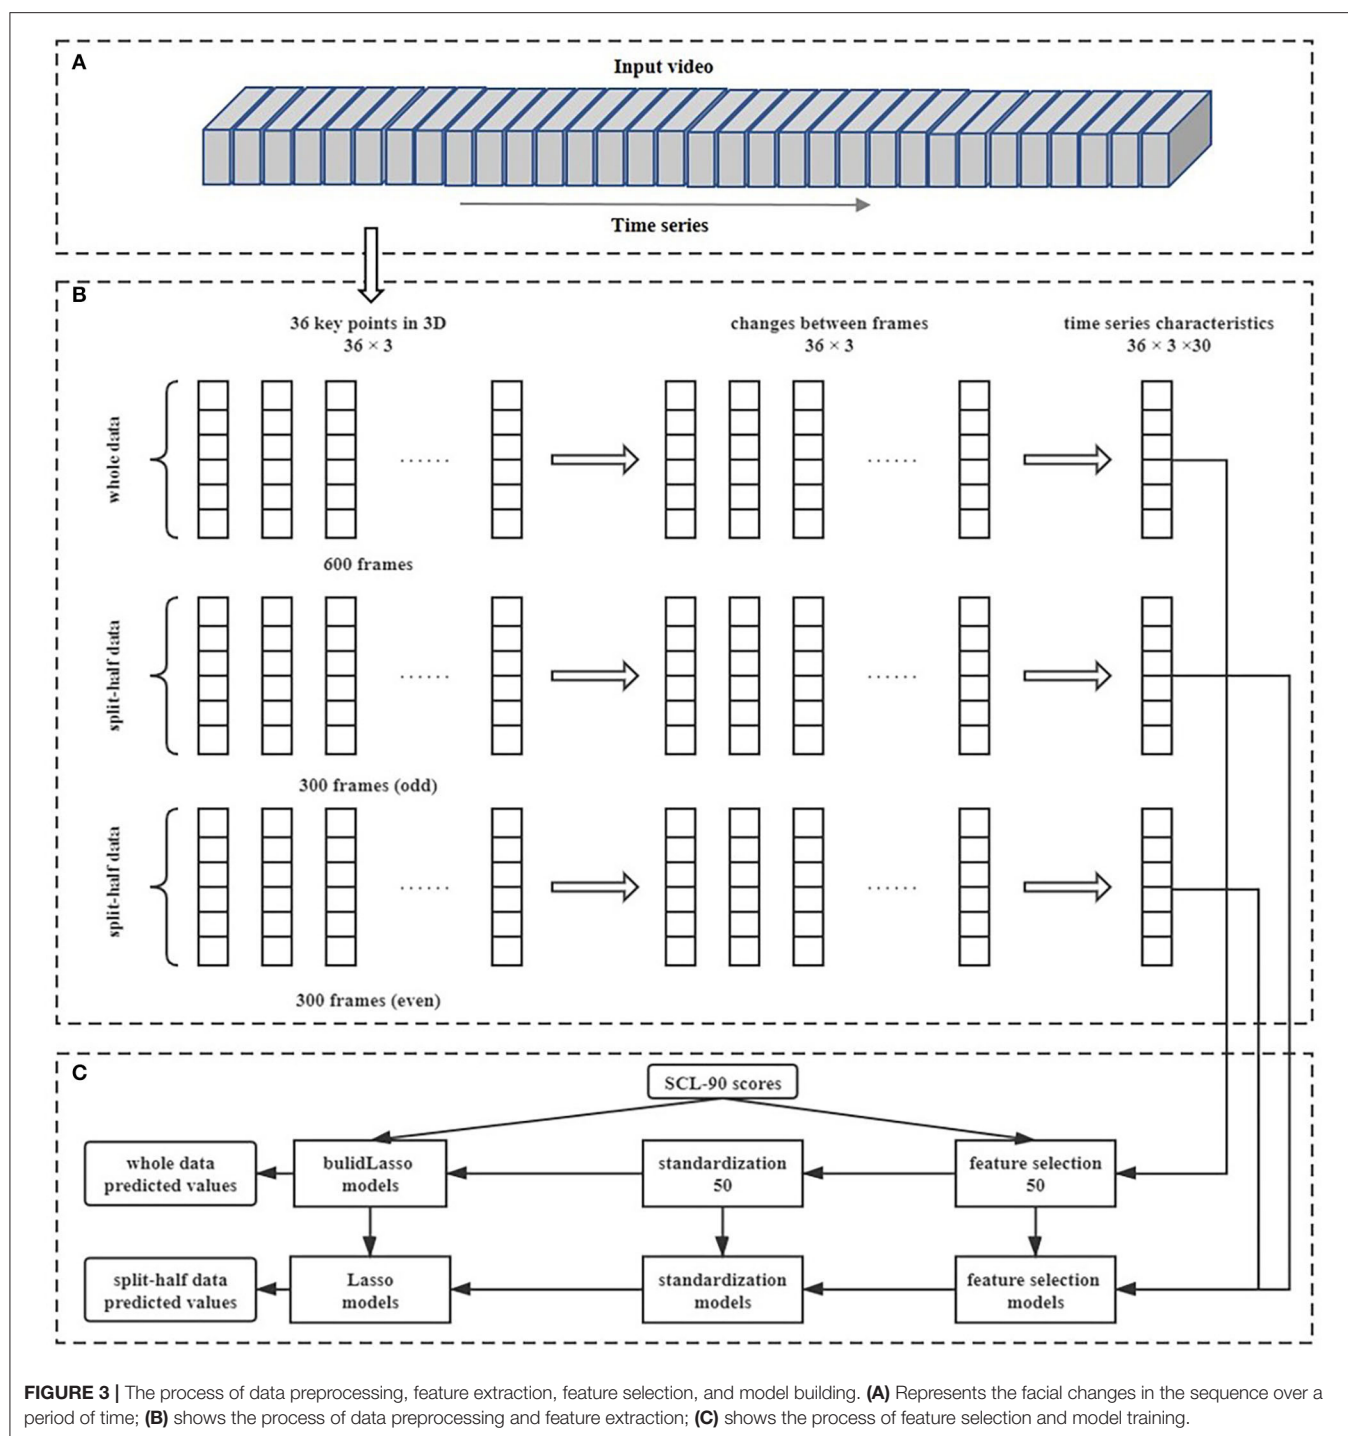 A
Input video
Time series
B
36 key points in 3D
36 × 3
changes between frames
36 × 3
time series characteristics
36 × 3 ×30
whole data
......
......
600 frames
split-half data
......
......
300 frames (odd)
split-half data
......
......
300 frames (even)
C
SCL-90 scores
whole data
predicted values
bulidLasso
models
standardization
50
feature selection
50
split-half data
predicted values
Lasso
models
standardization
models
feature selection
models
FIGURE 3 | The process of data preprocessing, feature extraction, feature selection, and model building. (A) Represents the facial changes in the sequence over a
period of time; (B) shows the process of data preprocessing and feature extraction; (C) shows the process of feature selection and model training.